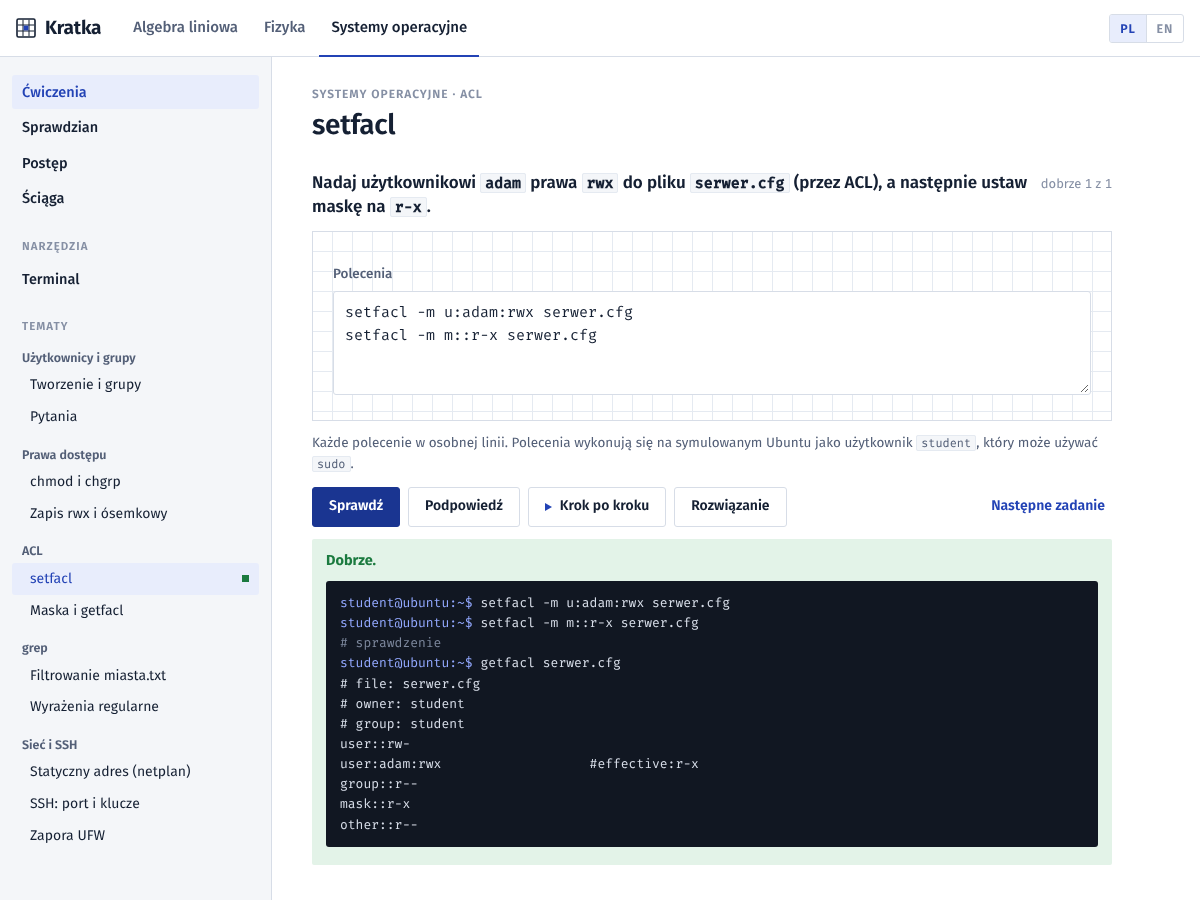 Kratka
Algebra liniowa
Fizyka
Systemy operacyjne
PL
EN
Ćwiczenia
Sprawdzian
Postęp
Ściąga
NARZĘDZIA
Terminal
TEMATY
Użytkownicy i grupy
Tworzenie i grupy
Pytania
Prawa dostępu
chmod i chgrp
Zapis rwx i ósemkowy
ACL
setfacl
Maska i getfacl
grep
Filtrowanie miasta.txt
Wyrażenia regularne
Sieć i SSH
Statyczny adres (netplan)
SSH: port i klucze
Zapora UFW
SYSTEMY OPERACYJNE · ACL
setfacl
Nadaj użytkownikowi adam prawa rwx do pliku serwer.cfg (przez ACL), a następnie ustaw
maskę na r-x.
dobrze 1 z 1
Polecenia
setfacl -m u:adam:rwx serwer.cfg
setfacl -m m::r-x serwer.cfg
Każde polecenie w osobnej linii. Polecenia wykonują się na symulowanym Ubuntu jako użytkownik student, który może używać
sudo.
Sprawdź
Podpowiedź
Krok po kroku
Rozwiązanie
Następne zadanie
Dobrze.
student@ubuntu:~$ setfacl -m u:adam:rwx serwer.cfg
student@ubuntu:~$ setfacl -m m::r-x serwer.cfg
# sprawdzenie
student@ubuntu:~$ getfacl serwer.cfg
# file: serwer.cfg
# owner: student
# group: student
user::rw-
user:adam:rwx #effective:r-x
group::r--
mask::r-x
other::r--